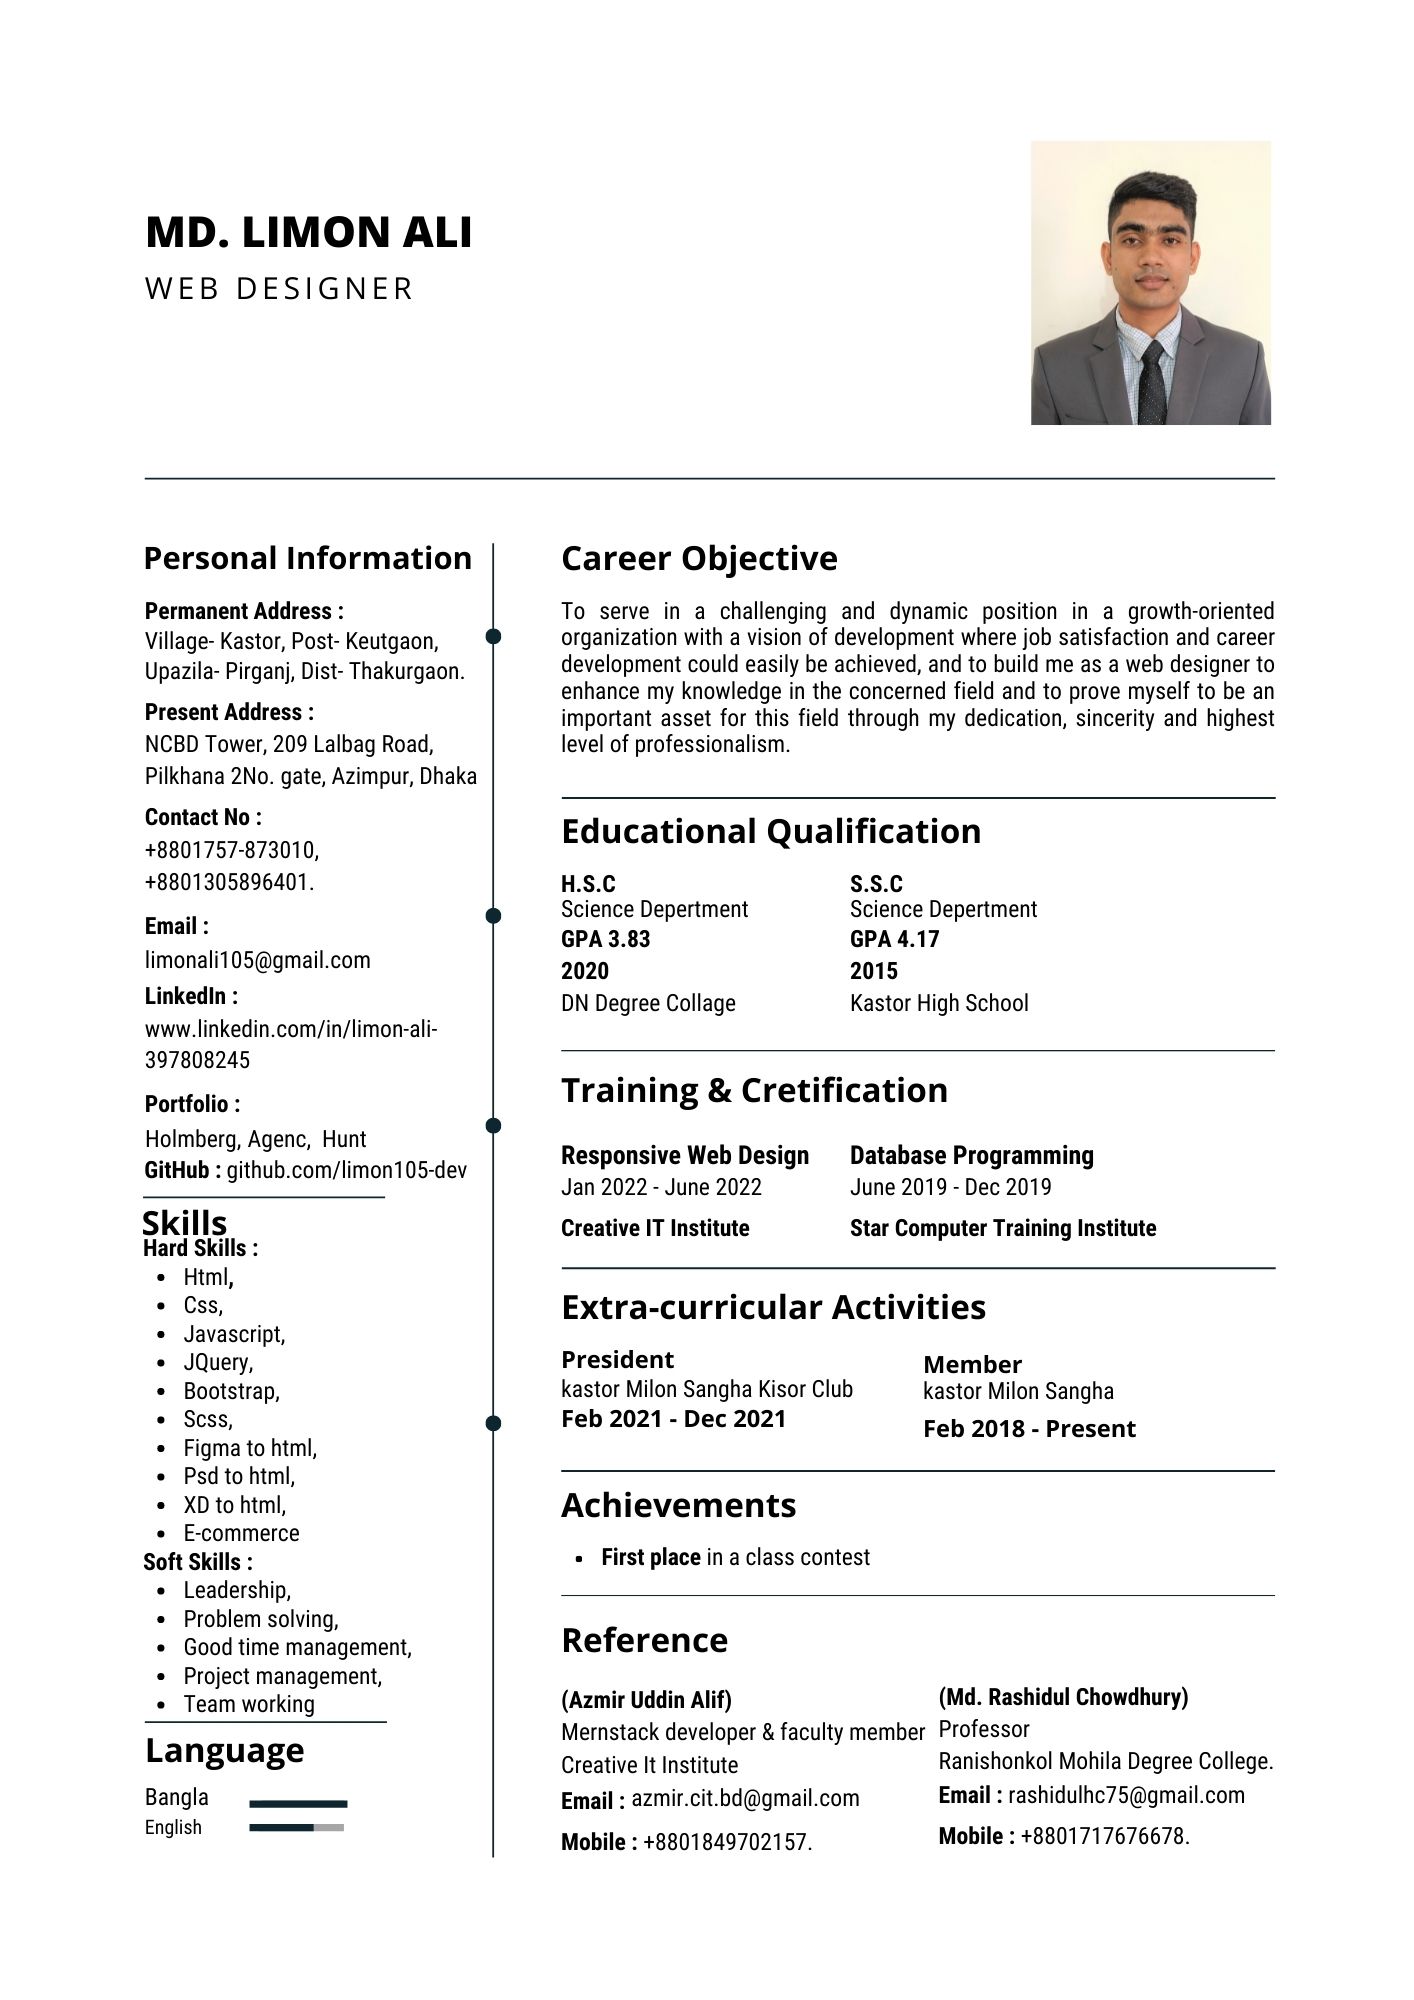 MD. LIMON ALI
WEB DESIGNER
Personal Information
Permanent Address :
Village- Kastor, Post- Keutgaon,
Upazila- Pirganj, Dist- Thakurgaon.
Present Address :
NCBD Tower, 209 Lalbag Road,
Pilkhana 2No. gate, Azimpur, Dhaka
Contact No :
+8801757-873010,
+8801305896401.
Email :
limonali105@gmail.com
LinkedIn :
www.linkedin.com/in/limon-ali-
397808245
Portfolio :
Holmberg, Agenc,  Hunt
GitHub : github.com/limon105-dev
Skills
Hard Skills :
• Html,
• Css,
• Javascript,
• JQuery,
• Bootstrap,
• Scss,
• Figma to html,
• Psd to html,
• XD to html,
• E-commerce
Soft Skills :
• Leadership,
• Problem solving,
• Good time management,
• Project management,
• Team working
Language
Bangla
English
Career Objective
To serve in a challenging and dynamic position in a growth-oriented
organization with a vision of development where job satisfaction and career
development could easily be achieved, and to build me as a web designer to
enhance my knowledge in the concerned field and to prove myself to be an
important asset for this field through my dedication, sincerity and highest
level of professionalism.
Educational Qualification
H.S.C
Science Depertment
GPA 3.83
2020
DN Degree Collage
S.S.C
Science Depertment
GPA 4.17
2015
Kastor High School
Training & Cretification
Responsive Web Design
Jan 2022 - June 2022
Creative IT Institute
Database Programming
June 2019 - Dec 2019
Star Computer Training Institute
Extra-curricular Activities
President
kastor Milon Sangha Kisor Club
Feb 2021 - Dec 2021
Member
kastor Milon Sangha
Feb 2018 - Present
Achievements
• First place in a class contest
Reference
(Azmir Uddin Alif)
Mernstack developer & faculty member
Creative It Institute
Email : azmir.cit.bd@gmail.com
Mobile : +8801849702157.
(Md. Rashidul Chowdhury)
Professor
Ranishonkol Mohila Degree College.
Email : rashidulhc75@gmail.com
Mobile : +8801717676678.